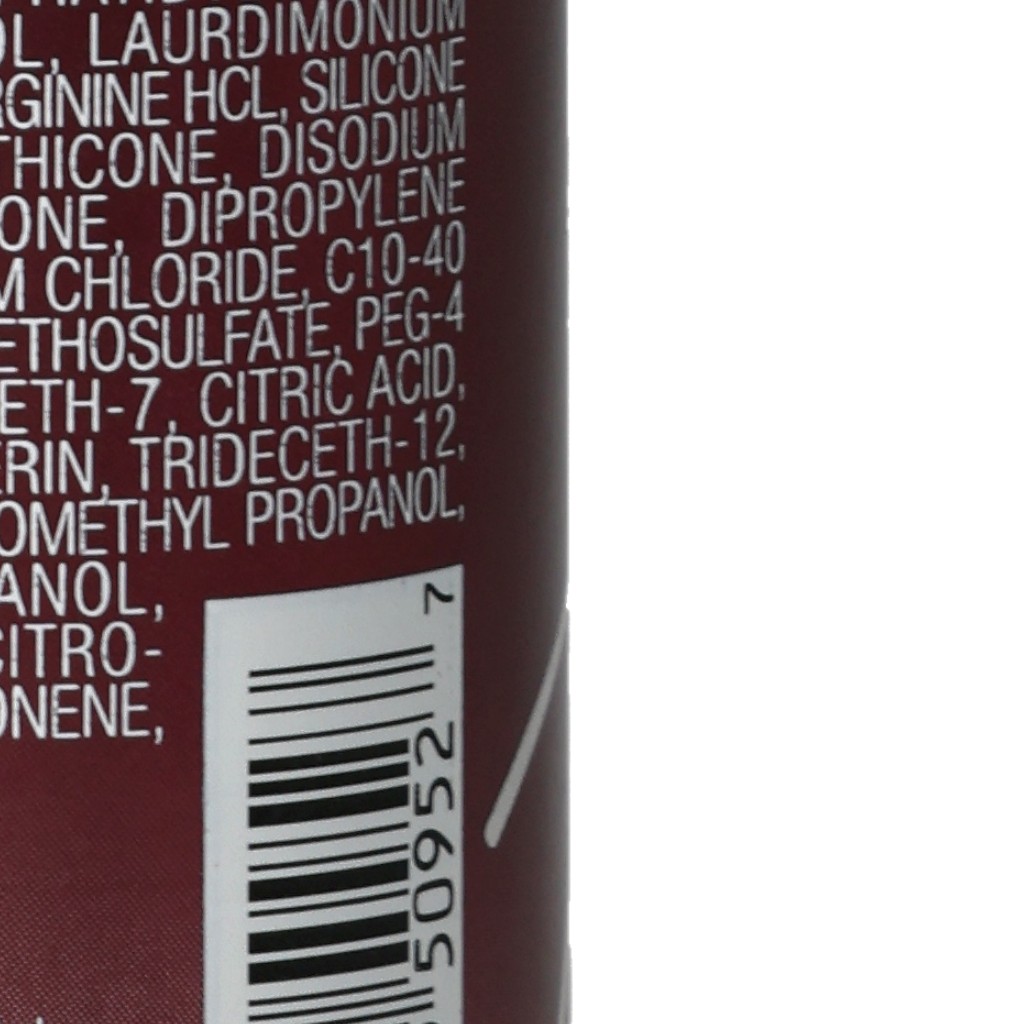 OL, LAURDIMONIUM
RGININE HCL, SILICONE
THICONE, DISODIUM
ONE, DIPROPYLENE
M CHLORIDE, C10-40
ETHOSULFATE, PEG-4
ETH-7, CITRIC ACID,
ERIN, TRIDECETH-12,
OMETHYL PROPANOL,
ANOL,
CITRO-
ONENE,
7
50952